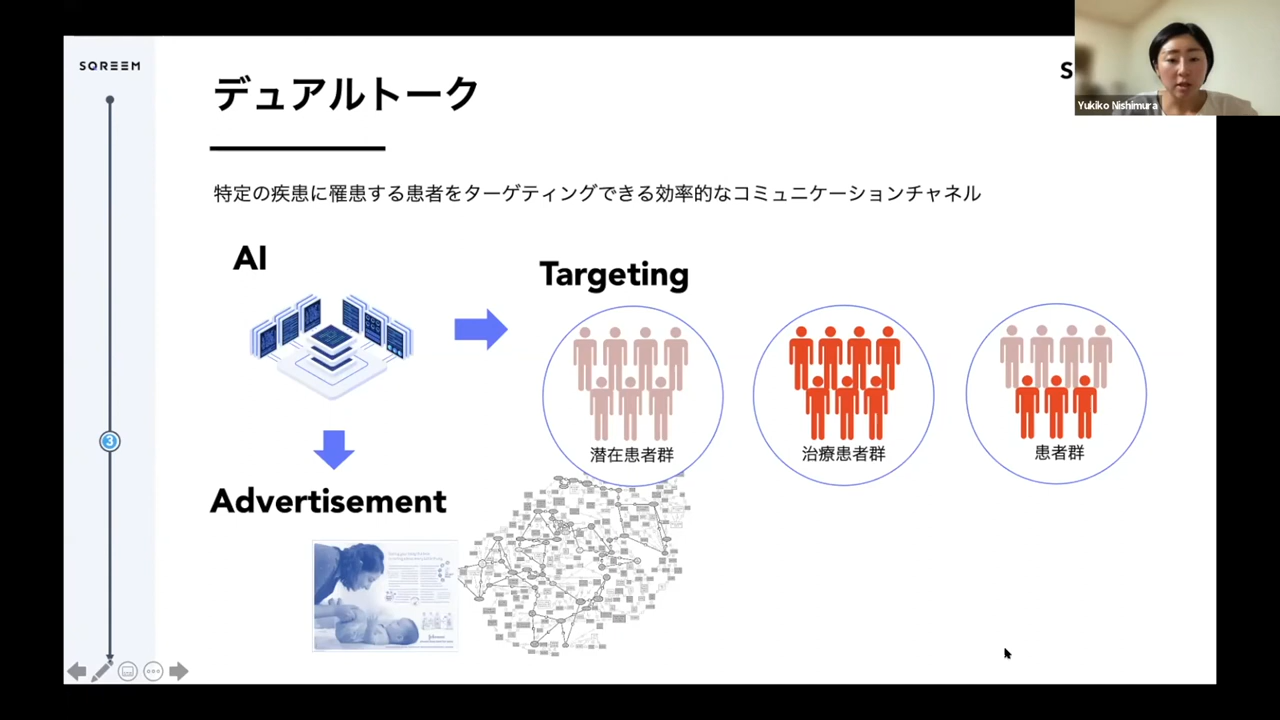 SQREEM
デュアルトーク
S
Yukiko Nishimura
特定の疾患に罹患する患者をターゲティングできる効率的なコミュニケーションチャネル
AI
Targeting
潜在患者群
治療患者群
患者群
3
Advertisement